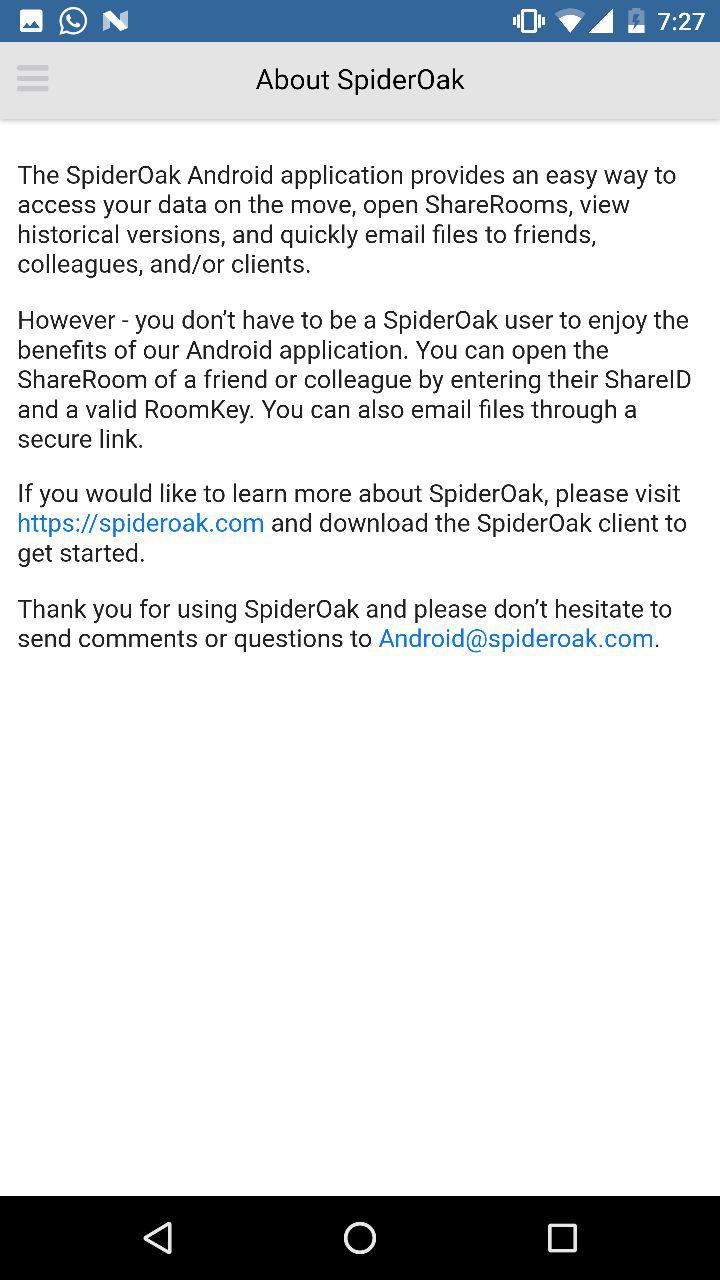 7:27
About SpiderOak
The SpiderOak Android application provides an easy way to
access your data on the move, open ShareRooms, view
historical versions, and quickly email files to friends,
colleagues, and/or clients.
However - you don’t have to be a SpiderOak user to enjoy the
benefits of our Android application. You can open the
ShareRoom of a friend or colleague by entering their ShareID
and a valid RoomKey. You can also email files through a
secure link.
If you would like to learn more about SpiderOak, please visit
https://spideroak.com and download the SpiderOak client to
get started.
Thank you for using SpiderOak and please don’t hesitate to
send comments or questions to Android@spideroak.com.